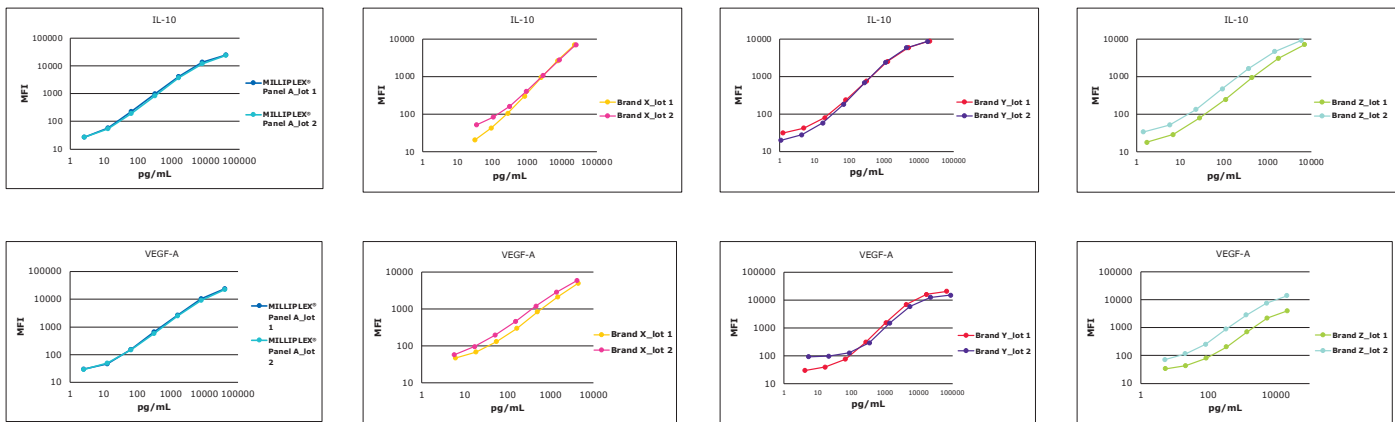 IL-10
100000
10000
1000
100
10
MFI
1 10 100 1000 10000 100000
pg/mL
MILLIPLEX®
Panel A_lot 1
MILLIPLEX®
Panel A_lot 2
IL-10
10000
1000
100
10
MFI
1 10 100 1000 10000 100000
pg/mL
Brand X_lot 1
Brand X_lot 2
IL-10
10000
1000
100
10
MFI
1 10 100 1000 10000 100000
pg/mL
Brand Y_lot 1
Brand Y_lot 2
IL-10
10000
1000
100
10
MFI
1 10 100 1000 10000
pg/mL
Brand Z_lot 1
Brand Z_lot 2
VEGF-A
100000
10000
1000
100
10
MFI
1 10 100 1000 10000 100000
pg/mL
MILLIPLEX®
Panel A_lot
1
MILLIPLEX®
Panel A_lot
2
VEGF-A
10000
1000
100
10
MFI
1 10 100 1000 10000
pg/mL
Brand X_lot 1
Brand X_lot 2
VEGF-A
100000
10000
1000
100
10
MFI
1 10 100 1000 10000 100000
pg/mL
Brand Y_lot 1
Brand Y_lot 2
VEGF-A
100000
10000
1000
100
10
MFI
1 100 10000
pg/mL
Brand Z_lot 1
Brand Z_lot 2